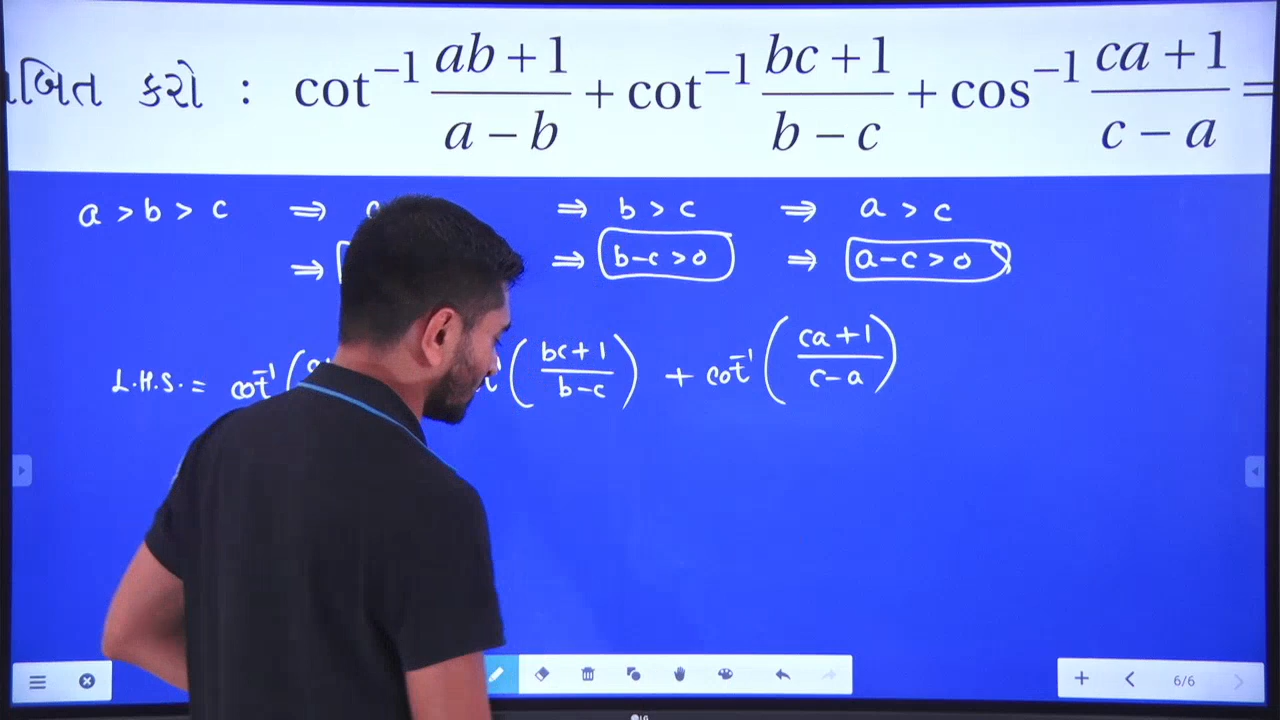 કરો : cot⁻¹ (ab + 1)/(a − b) + cot⁻¹ (bc + 1)/(b − c) + cos⁻¹ (ca + 1)/(c − a) =
a > b > c ⇒ ⇒ b > c ⇒ a > c
⇒ ⇒ b-c > 0 ⇒ a-c > 0
L.H.S. = cot⁻¹ ( (bc+1)/(b-c) ) + cot⁻¹ ( (ca+1)/(c-a) )
6/6
LG